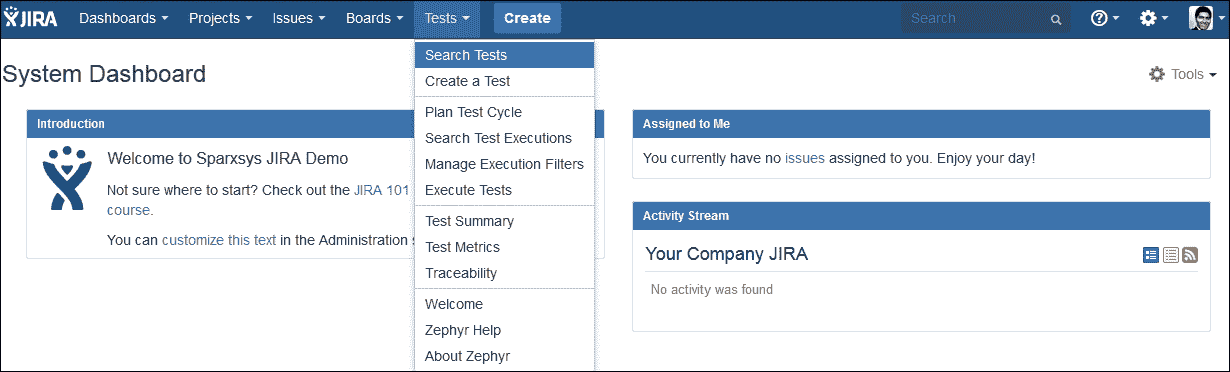 JIRA Dashboards Projects Issues Boards Tests Create Search
Search Tests
Create a Test
Plan Test Cycle
Search Test Executions
Manage Execution Filters
Execute Tests
Test Summary
Test Metrics
Traceability
Welcome
Zephyr Help
About Zephyr
System Dashboard
Tools
Introduction
Welcome to Sparxsys JIRA Demo
Not sure where to start? Check out the JIRA 101
course.
You can customize this text in the Administration
Assigned to Me
You currently have no issues assigned to you. Enjoy your day!
Activity Stream
Your Company JIRA
No activity was found